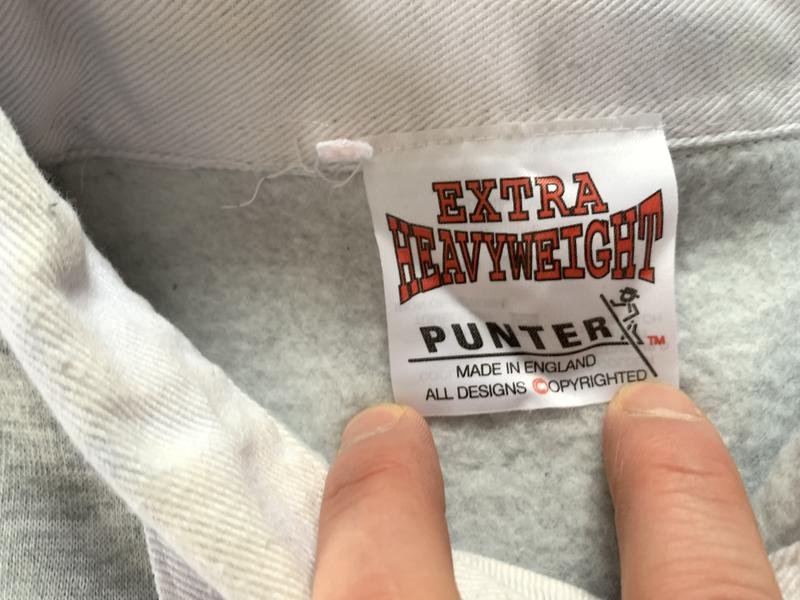 EXTRA
HEAVYWEIGHT
PUNTER ™
MADE IN ENGLAND
ALL DESIGNS ©OPYRIGHTED